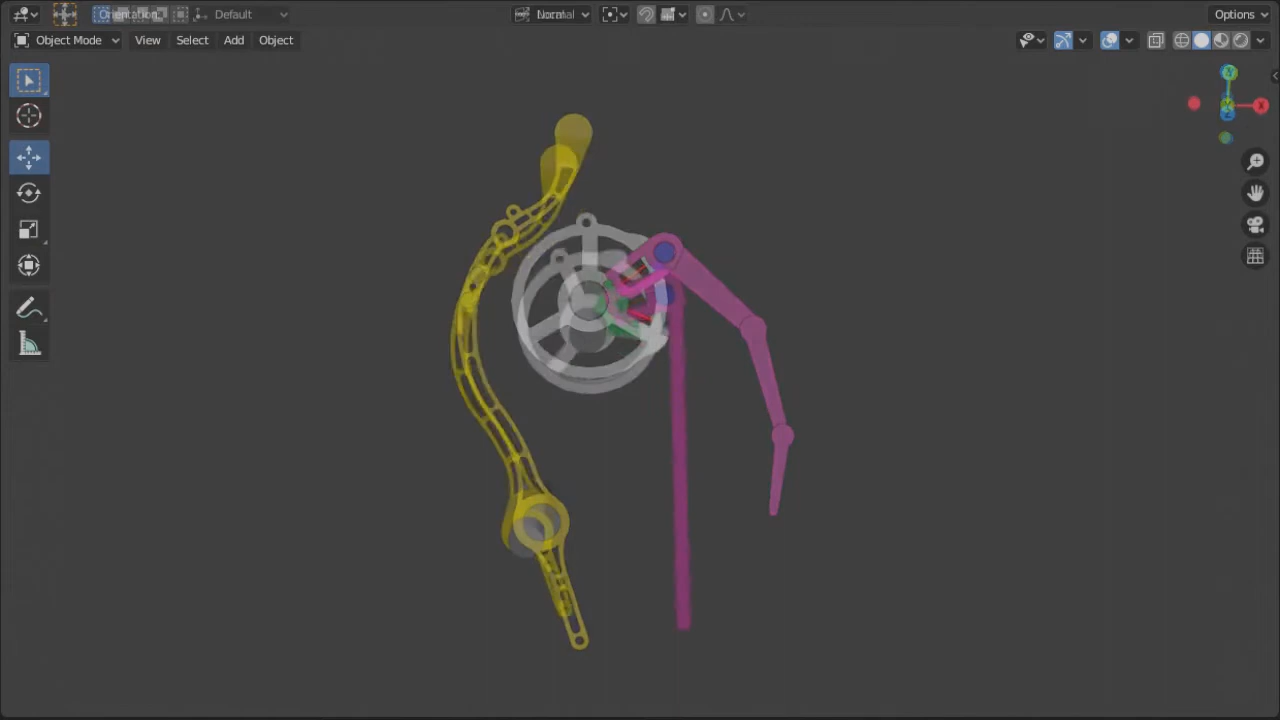 Orientation: Default Normal Options
Object Mode View Select Add Object
Y
X
Z